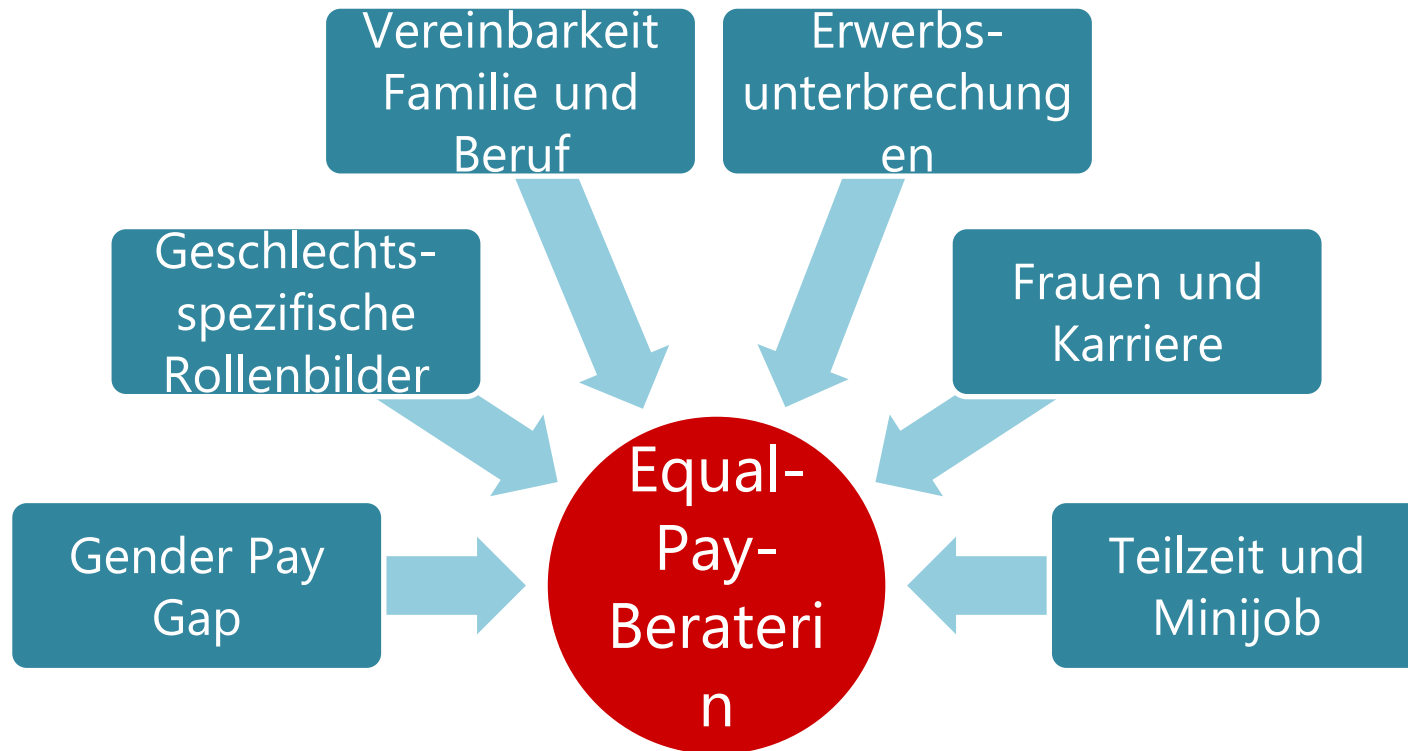 Vereinbarkeit
Familie und
Beruf
Erwerbs-
unterbrechung
en
Geschlechts-
spezifische
Rollenbilder
Frauen und
Karriere
Gender Pay
Gap
Equal-
Pay-
Berateri
n
Teilzeit und
Minijob